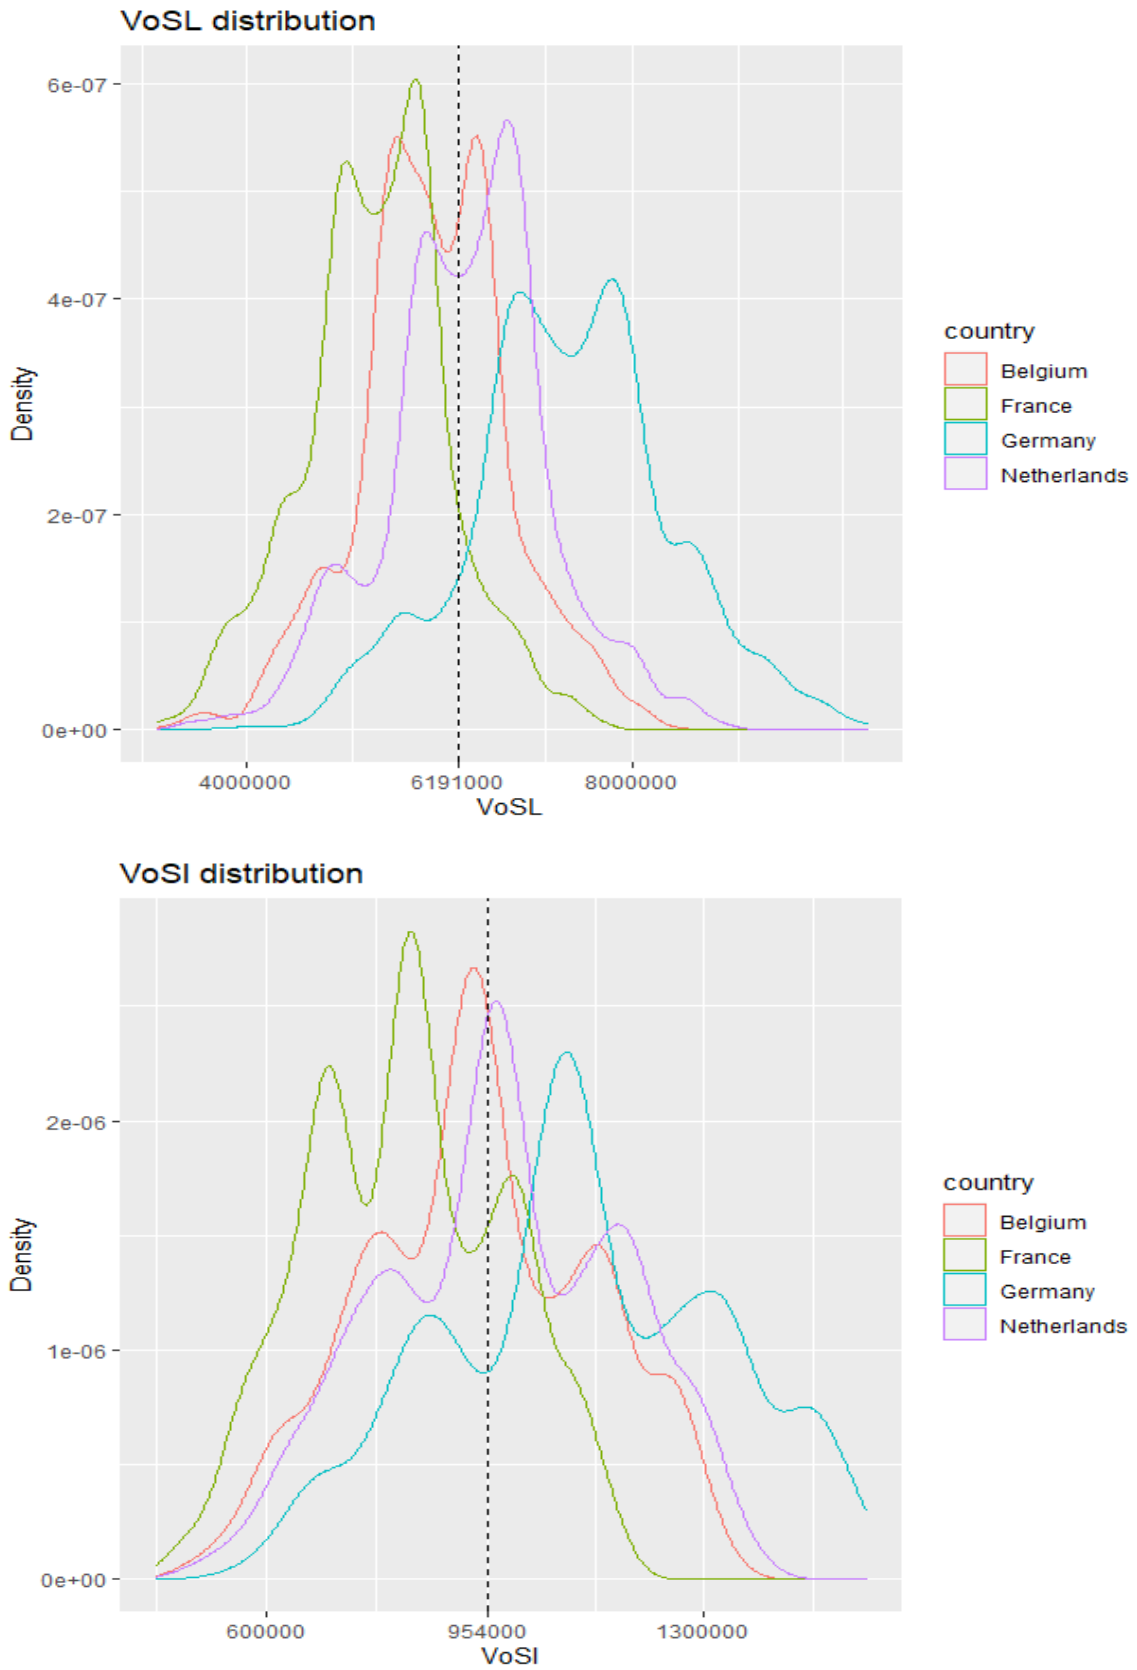 VoSL distribution
6e-07
4e-07
2e-07
0e+00
Density
4000000
6191000
8000000
VoSL
country
Belgium
France
Germany
Netherlands
VoSI distribution
2e-06
1e-06
0e+00
Density
600000
954000
1300000
VoSI
country
Belgium
France
Germany
Netherlands